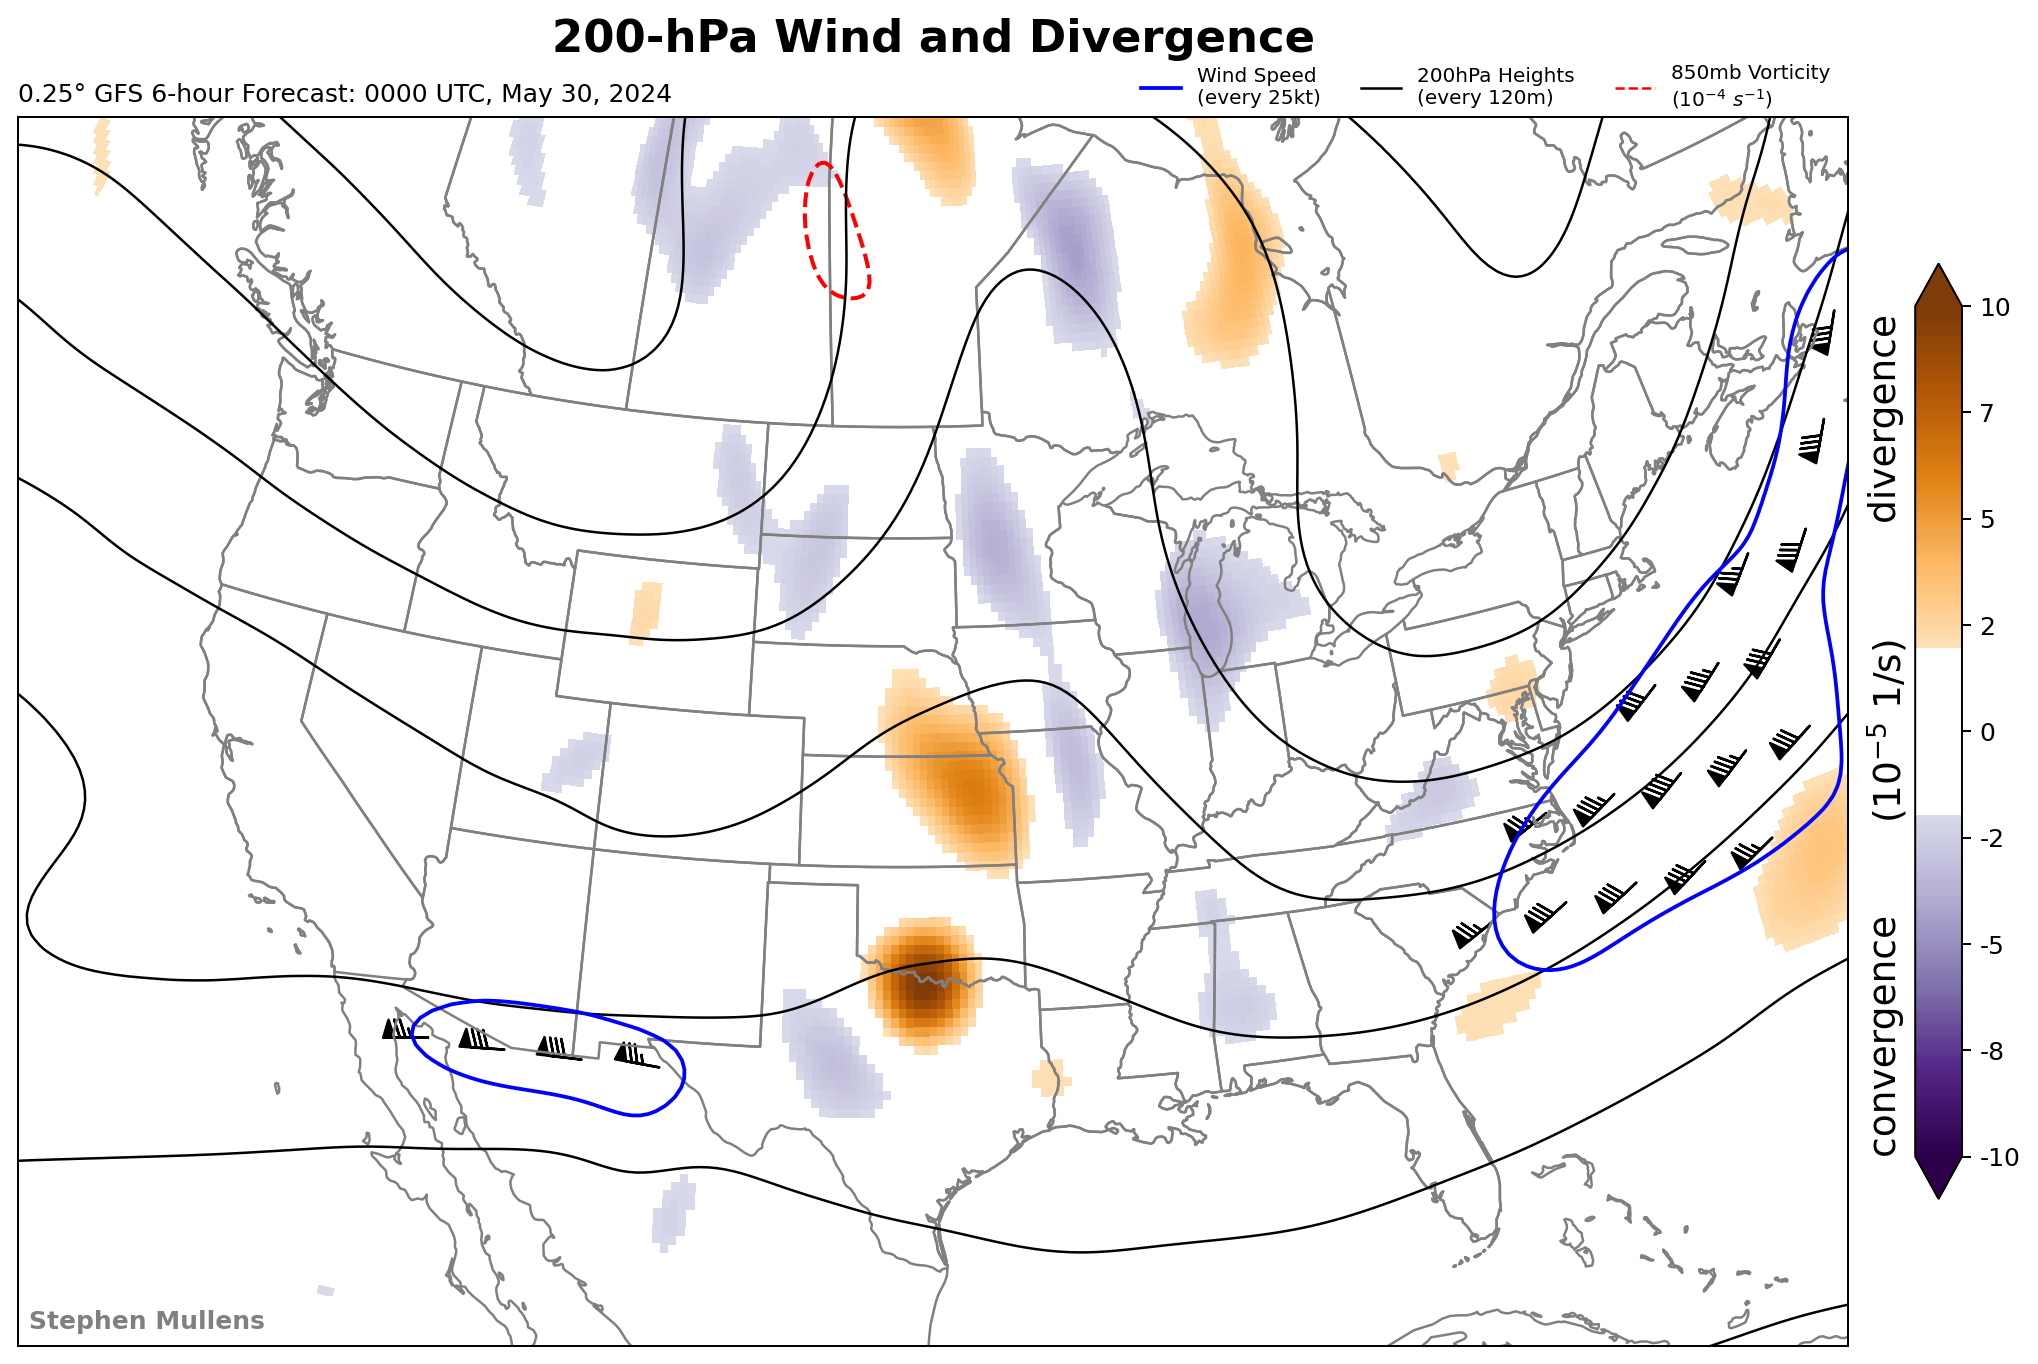 200-hPa Wind and Divergence
0.25° GFS 6-hour Forecast: 0000 UTC, May 30, 2024
Wind Speed
(every 25kt)
200hPa Heights
(every 120m)
850mb Vorticity
(10⁻⁴ s⁻¹)
10
7
5
2
0
-2
-5
-8
-10
convergence (10⁻⁵ 1/s) divergence
Stephen Mullens